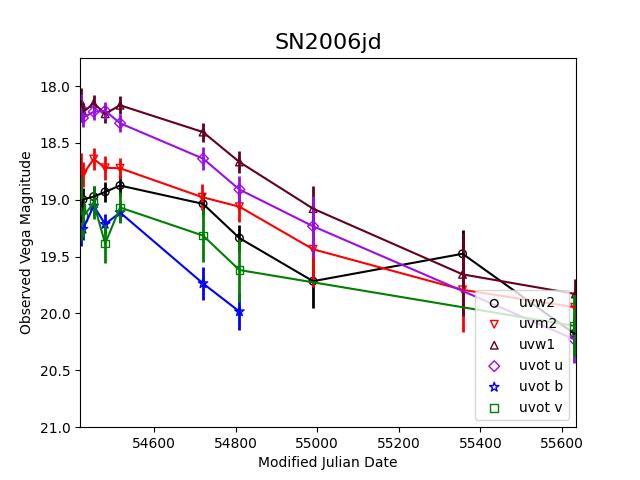 SN2006jd
Observed Vega Magnitude
18.0
18.5
19.0
19.5
20.0
20.5
21.0
uvw2
uvm2
uvw1
uvot u
uvot b
uvot v
54600 54800 55000 55200 55400 55600
Modified Julian Date